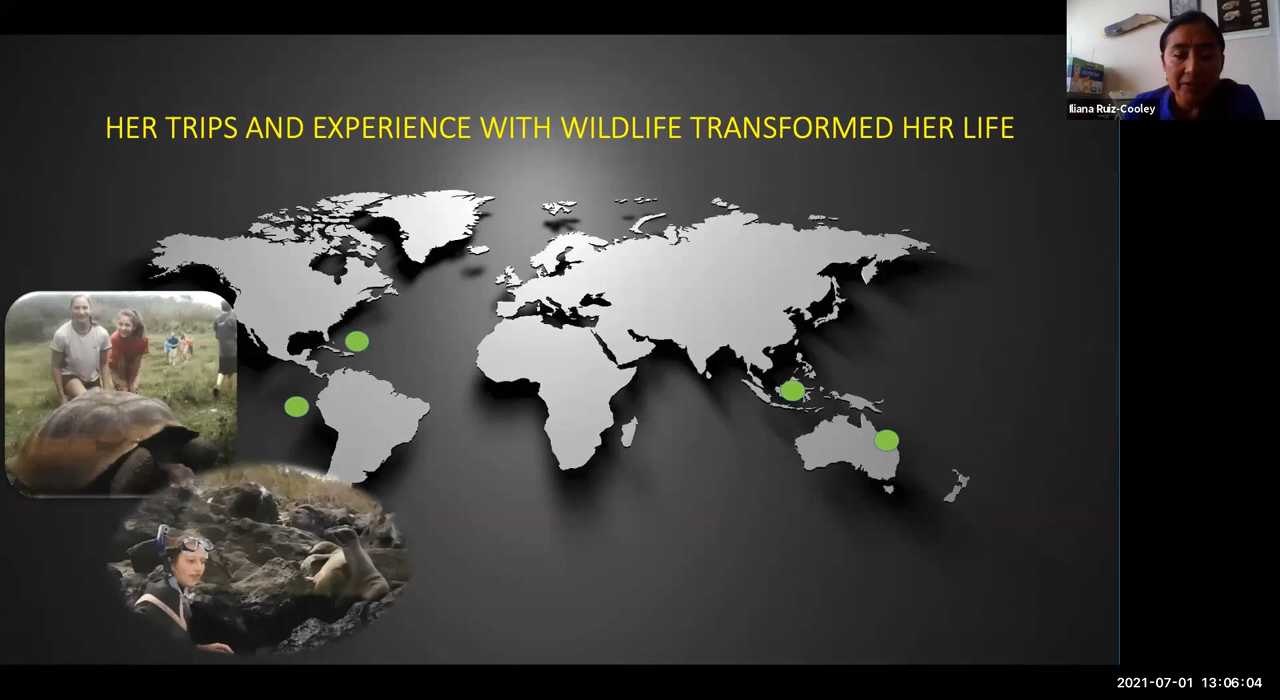 HER TRIPS AND EXPERIENCE WITH WILDLIFE TRANSFORMED HER LIFE
Iliana Ruiz-Cooley
2021-07-01 13:06:04